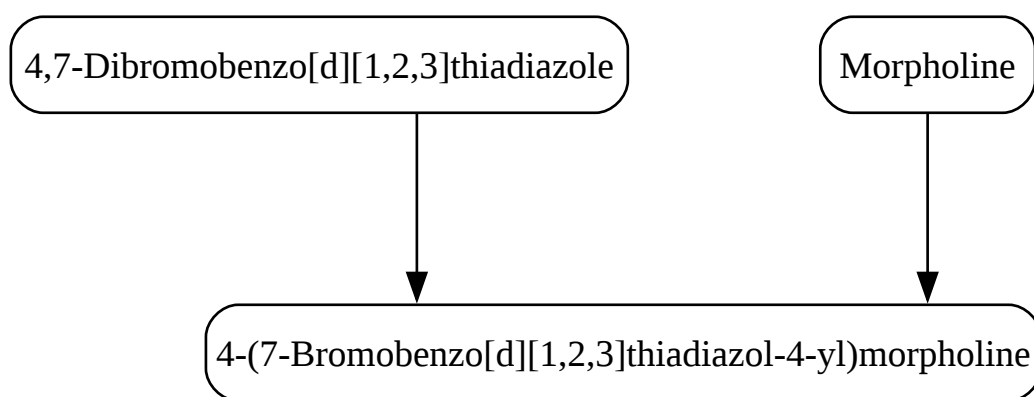 4,7-Dibromobenzo[d][1,2,3]thiadiazole
Morpholine
4-(7-Bromobenzo[d][1,2,3]thiadiazol-4-yl)morpholine